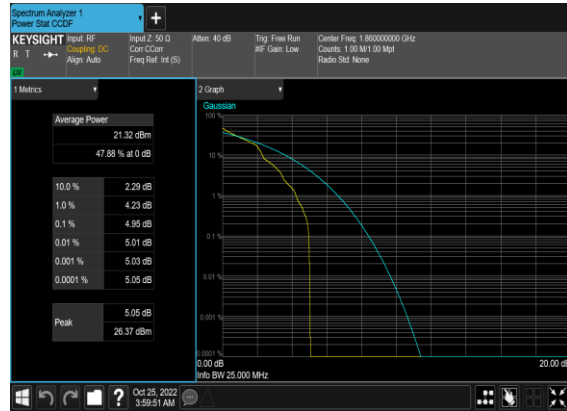 Spectrum Analyzer 1
Power Stat CCDF
+
KEYSIGHT
R T
Input: RF
Coupling: DC
Align: Auto
Input Z: 50 Ω
Corr CCorr
Freq Ref: Int (S)
Atten: 40 dB
Trig: Free Run
#IF Gain: Low
Center Freq: 1.860000000 GHz
Counts: 1.00 M/1.00 Mpt
Radio Std: None
1 Metrics
Average Power
21.32 dBm
47.88 % at 0 dB
10.0 % 2.29 dB
1.0 % 4.23 dB
0.1 % 4.95 dB
0.01 % 5.01 dB
0.001 % 5.03 dB
0.0001 % 5.05 dB
Peak
5.05 dB
26.37 dBm
2 Graph
Gaussian
100 %
10 %
1 %
0.1 %
0.01 %
0.001 %
0.0001 %
0.00 dB
20.00 dB
Info BW 25.000 MHz
?
Oct 25, 2022
3:59:51 AM